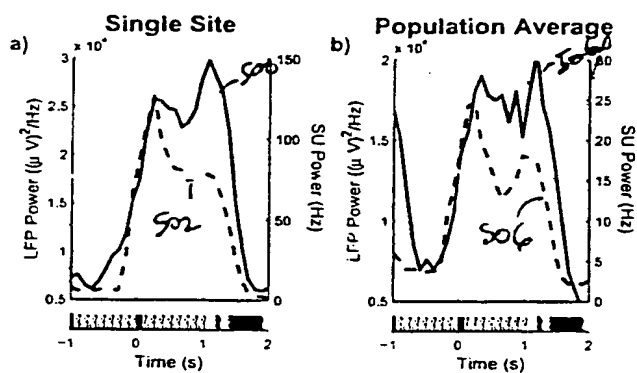 Single Site
Population Average
a)
x 10⁴
500
3
2.5
2
1.5
1
0.5
LFP Power ((μ V)²/Hz)
150
100
50
0
SU Power (Hz)
502
-1 0 1 2
Time (s)
b)
x 10⁴
2
1.5
1
0.5
LFP Power ((μ V)²/Hz)
30
25
20
15
10
5
0
SU Power (Hz)
506
-1 0 1 2
Time (s)